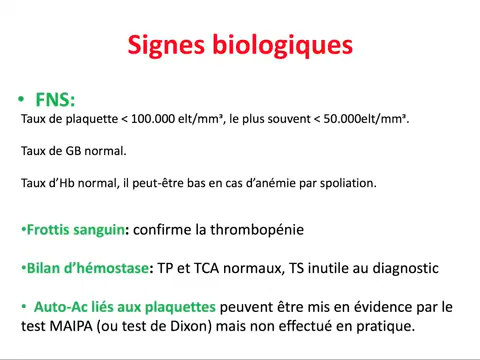 Signes biologiques
• FNS:
Taux de plaquette < 100.000 elt/mm³, le plus souvent < 50.000elt/mm³.
Taux de GB normal.
Taux d’Hb normal, il peut-être bas en cas d’anémie par spoliation.
•Frottis sanguin: confirme la thrombopénie
•Bilan d’hémostase: TP et TCA normaux, TS inutile au diagnostic
• Auto-Ac liés aux plaquettes peuvent être mis en évidence par le
test MAIPA (ou test de Dixon) mais non effectué en pratique.